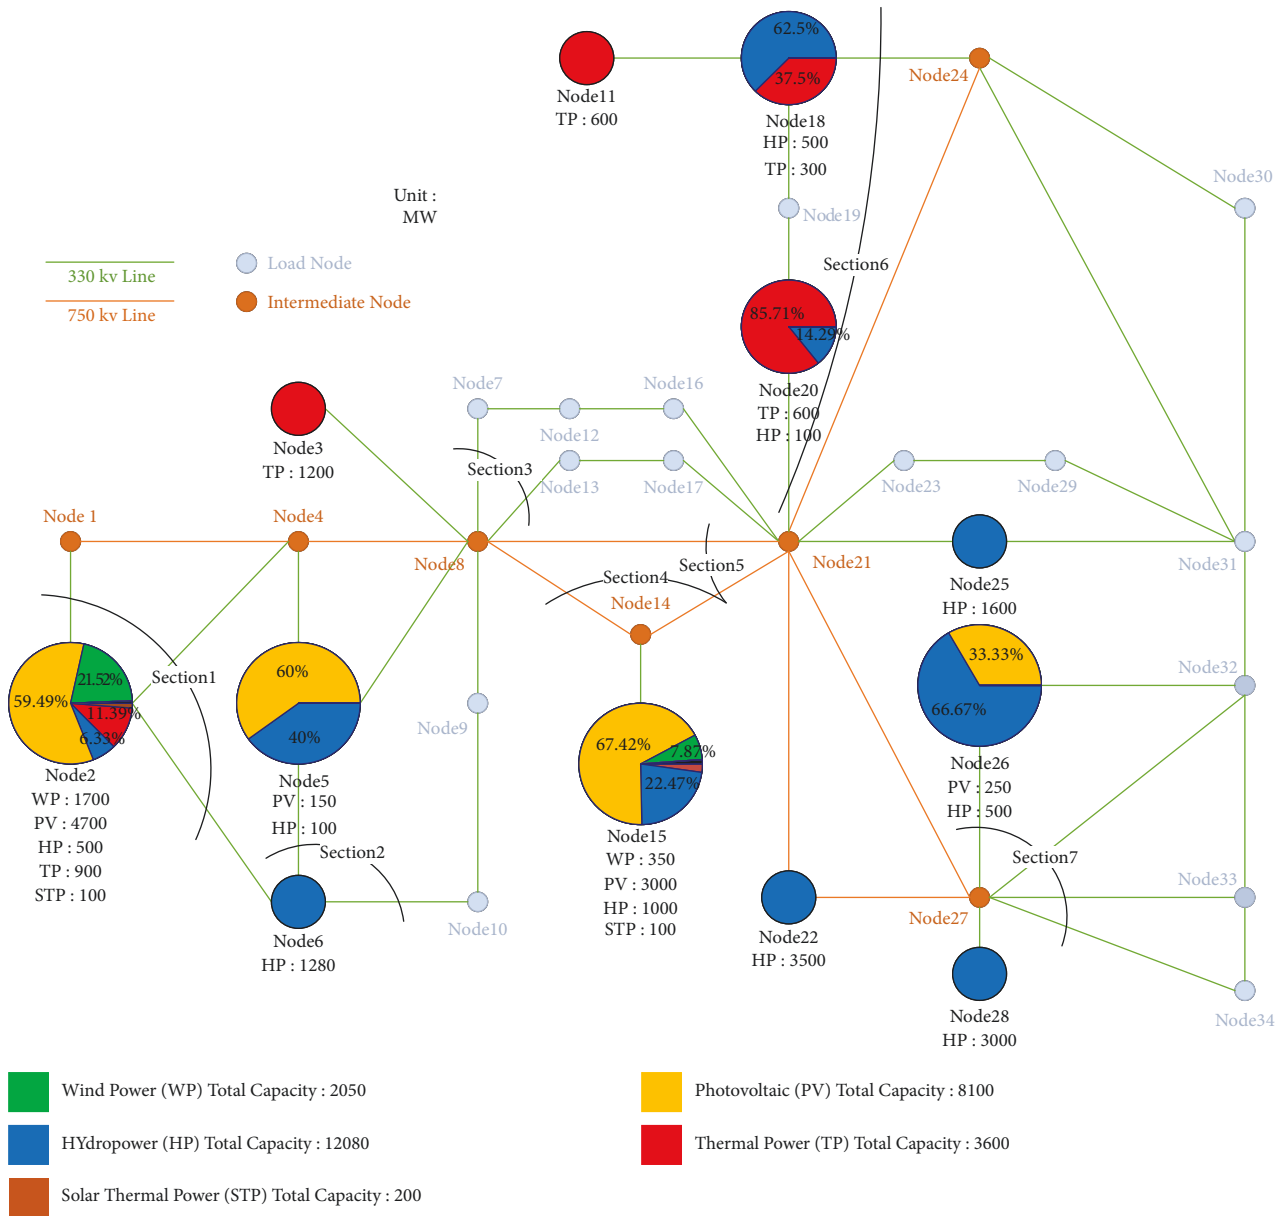 62.5%
37.5%
Node24
Node11
TP : 600
Node18
HP : 500
TP : 300
Node30
Unit :
MW
Node19
Section6
330 kv Line
Load Node
750 kv Line
Intermediate Node
85.71%
14.29%
Node7
Node16
Node20
TP : 600
HP : 100
Node12
Node3
TP : 1200
Section3
Node13
Node17
Node23
Node29
Node 1
Node4
Node8
Section5
Node21
Node31
Section4
Node14
Node25
HP : 1600
33.33%
66.67%
Node32
Section1
21.52%
59.49%
11.39%
6.33%
60%
40%
Node9
67.42%
7.87%
22.47%
Node2
WP : 1700
PV : 4700
HP : 500
TP : 900
STP : 100
Node5
PV : 150
HP : 100
Node26
PV : 250
HP : 500
Section2
Node15
WP : 350
PV : 3000
HP : 1000
STP : 100
Section7
Node33
Node27
Node6
HP : 1280
Node10
Node22
HP : 3500
Node28
HP : 3000
Node34
Wind Power (WP) Total Capacity : 2050
Photovoltaic (PV) Total Capacity : 8100
HYdropower (HP) Total Capacity : 12080
Thermal Power (TP) Total Capacity : 3600
Solar Thermal Power (STP) Total Capacity : 200